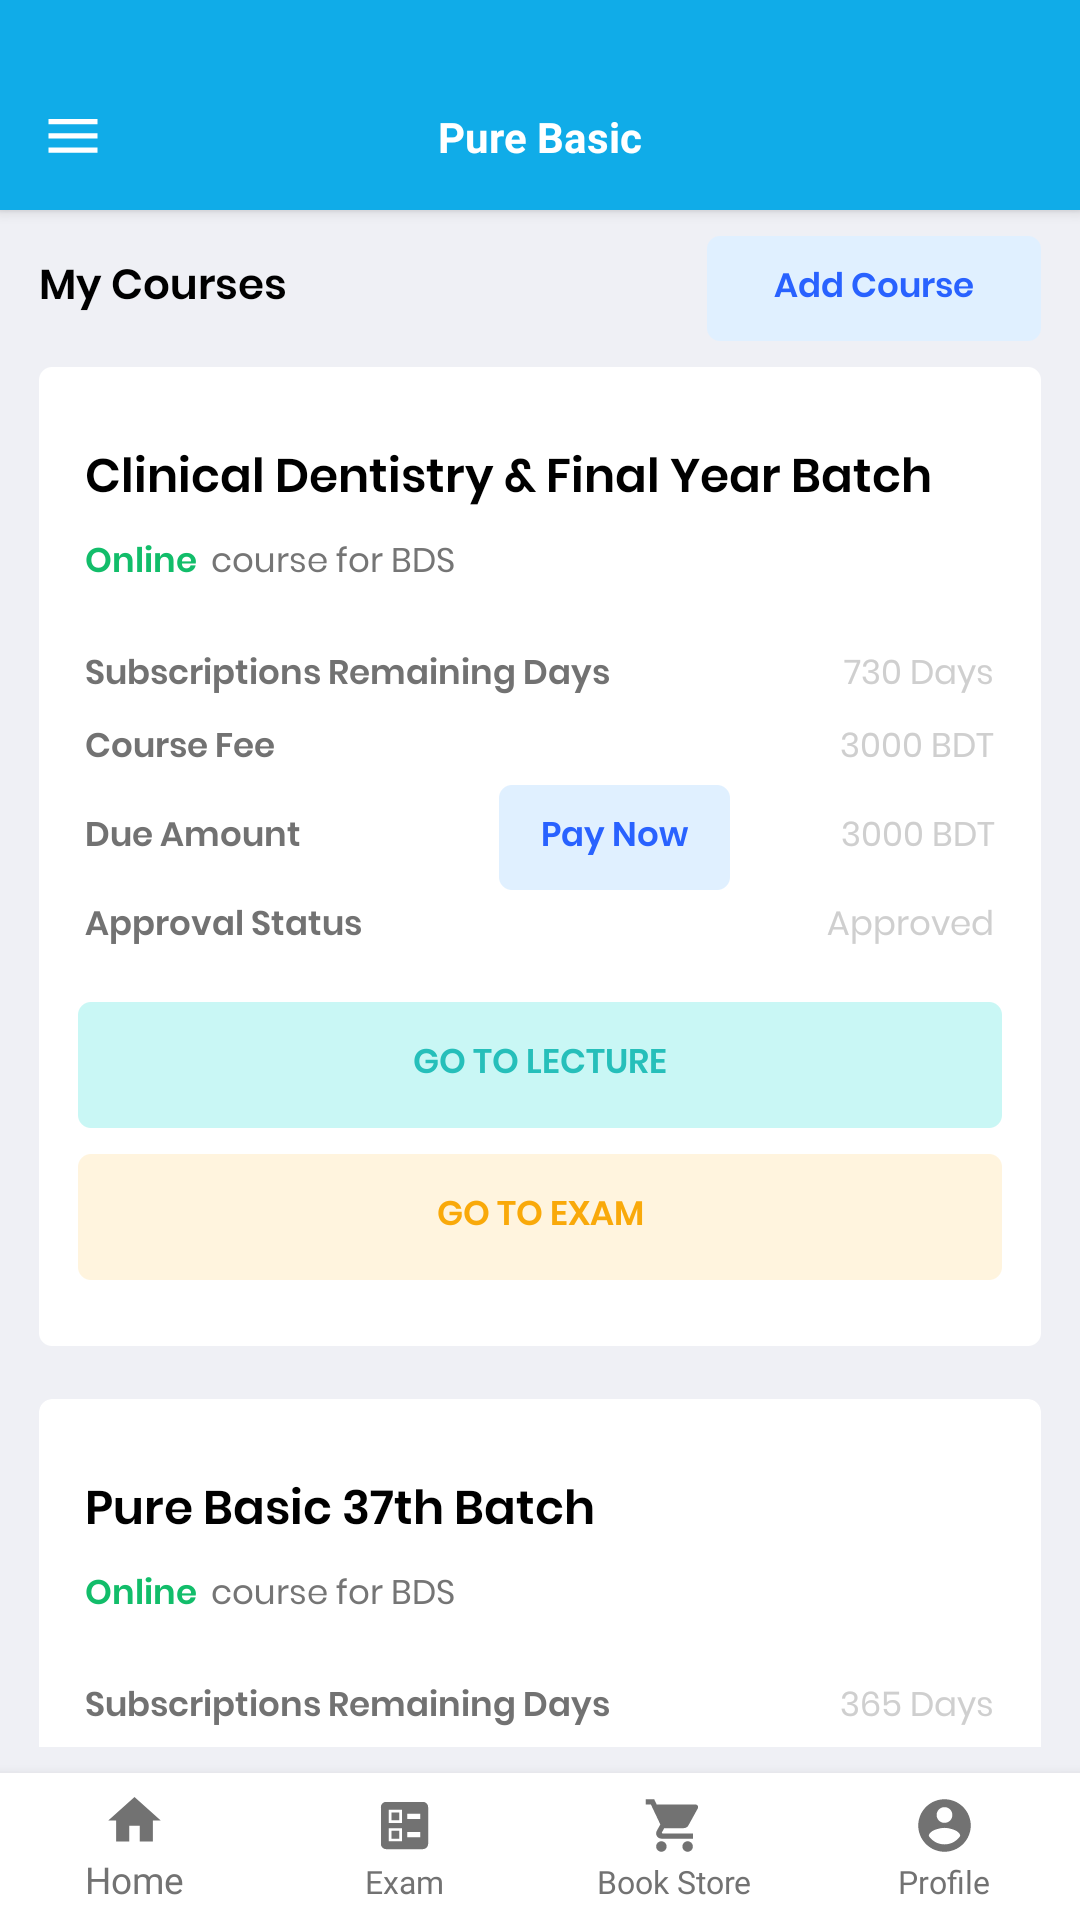 Pure Basic
My Courses
Add Course
Clinical Dentistry & Final Year Batch
Online course for BDS
Subscriptions Remaining Days 730 Days
Course Fee 3000 BDT
Due Amount Pay Now 3000 BDT
Approval Status Approved
GO TO LECTURE
GO TO EXAM
Pure Basic 37th Batch
Online course for BDS
Subscriptions Remaining Days 365 Days
Home Exam Book Store Profile